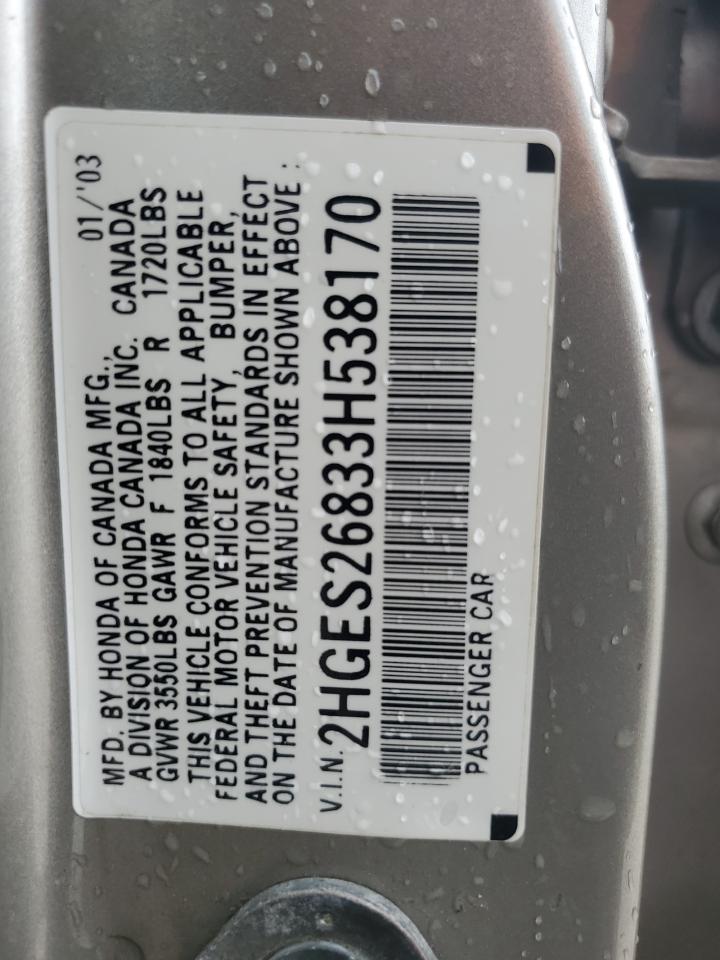 MFD. BY HONDA OF CANADA MFG., 01/'03
A DIVISION OF HONDA CANADA INC. CANADA
GVWR 3550LBS GAWR F 1840LBS R 1720LBS
THIS VEHICLE CONFORMS TO ALL APPLICABLE
FEDERAL MOTOR VEHICLE SAFETY, BUMPER,
AND THEFT PREVENTION STANDARDS IN EFFECT
ON THE DATE OF MANUFACTURE SHOWN ABOVE :
V.I.N. 2HGES26833H538170
PASSENGER CAR